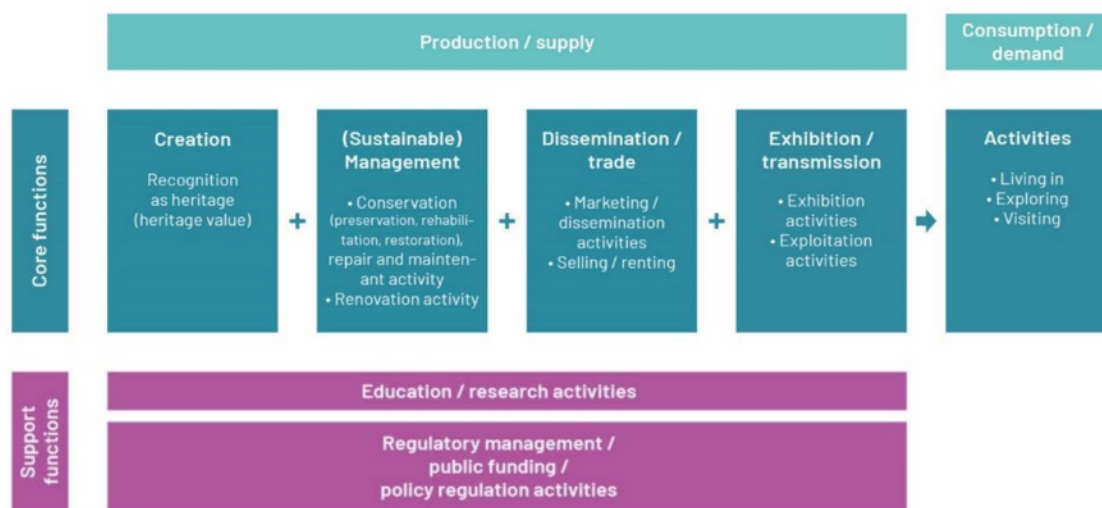 Production / supply
Consumption /
demand
Core functions
Creation
Recognition
as heritage
(heritage value)
+
(Sustainable)
Management
• Conservation
(preservation, rehabili-
tation, restoration),
repair and mainten-
ant activity
• Renovation activity
+
Dissemination /
trade
• Marketing /
dissemination
activities
• Selling / renting
+
Exhibition /
transmission
• Exhibition
activities
• Exploitation
activities
Activities
• Living in
• Exploring
• Visiting
Support
functions
Education / research activities
Regulatory management /
public funding /
policy regulation activities